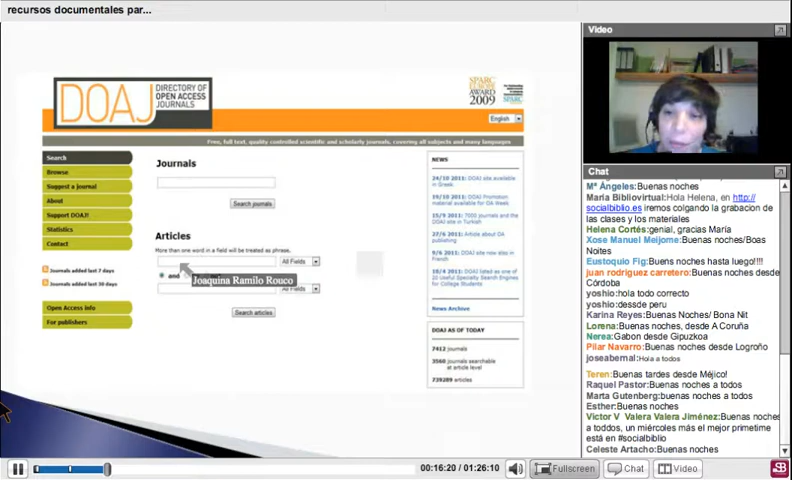 recursos documentales par...
DOAJ
DIRECTORY OF
OPEN ACCESS
JOURNALS
SPARC
EUROPE
AWARD
2009
SPARC
English
Free, full text, quality controlled scientific and scholarly journals, covering all subjects and many languages
Search
Browse
Suggest a journal
About
Support DOAJ!
Statistics
Contact
Journals added last 7 days
Journals added last 30 days
Open Access info
For publishers
Journals
Search journals
Articles
More than one word in a field will be treated as phrase.
All Fields
and
Joaquina Ramilo Rouco
All Fields
Search articles
NEWS
24/10 2011: DOAJ site available
in Greek
19/10 2011: DOAJ Promotion
material available for OA Week
15/9 2011: 7000 journals and the
DOAJ site in Turkish
9/9 2011: Article about OA
publishing
6/9 2011: DOAJ site now also in
Finnish
30/8 2011: DOAJ listed as one of
20 Useful Specialty Search Engines
for College Students
News Archive
DOAJ AS OF TODAY
7412 journals
3560 journals searchable
at article level
739289 articles
Video
Chat
Mª Ángeles:Buenas noches
María Bibliovirtual:Hola Helena, en http://
socialbiblio.es iremos colgando la grabacion de
las clases y los materiales
Helena Cortés:genial, gracias María
Xose Manuel Meijome:Buenas noches/Boas
Noites
Eustoquio Fig:Buenas hasta luego!!!!
juan rodriguez carretero:Buenas noches desde
Córdoba
yoshio:hola todo correcto
yoshio:dessde peru
Karina Reyes:Buenas Noches/ Bona Nit
Lorena:Buenas noches, desde A Coruña
Nerea:Gabon desde Gipuzkoa
Pilar Navarro:Buenas noches desde Logroño
joseabernal:Hola a todos
Teren:Buenas tardes desde Méjico!
Raquel Pastor:Buenas noches a todos
Marta Gutenberg:buenas noches a todos
Esther:Buenas noches
Victor V Valera Valera Jiménez:Buenas noches
a toddos, un miércoles más el mejor primetime
está en #socialbiblio
Celeste Artacho:Buenas noches
00:16:20 / 01:26:10
Fullscreen
Chat
Video